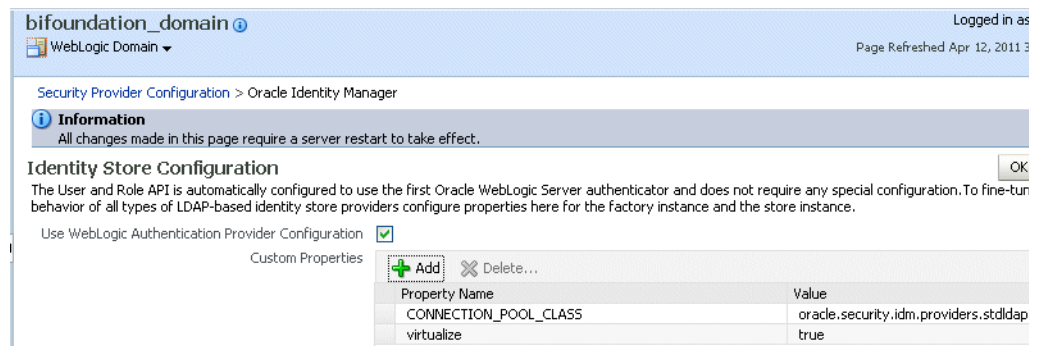 bifoundation_domain
Logged in as
WebLogic Domain
Page Refreshed Apr 12, 2011 3
Security Provider Configuration > Oracle Identity Manager
Information
All changes made in this page require a server restart to take effect.
Identity Store Configuration
OK
The User and Role API is automatically configured to use the first Oracle WebLogic Server authenticator and does not require any special configuration.To fine-tun
behavior of all types of LDAP-based identity store providers configure properties here for the factory instance and the store instance.
Use WebLogic Authentication Provider Configuration
Custom Properties
Add Delete...
Property Name Value
CONNECTION_POOL_CLASS oracle.security.idm.providers.stdldap
virtualize true